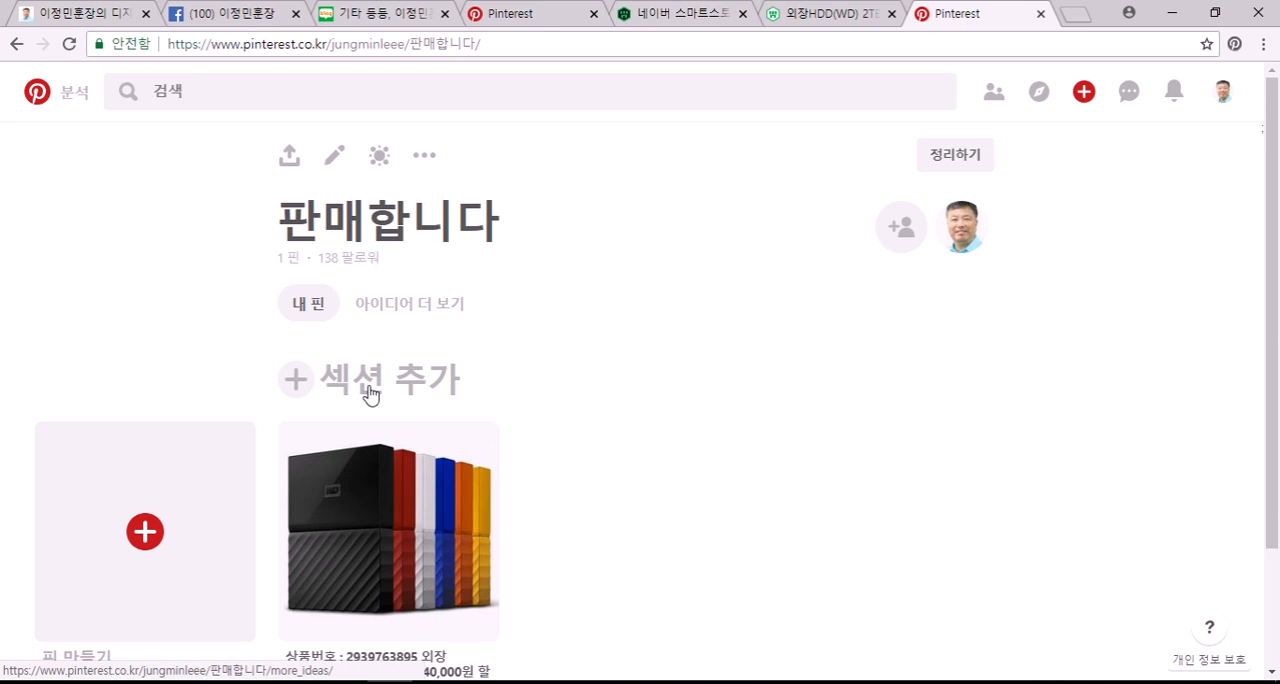 이정민훈장의 디지
(100) 이정민훈장
blog 기타 등등, 이정민
Pinterest
네이버 스마트스토
외장HDD(WD) 2TB
Pinterest
안전함 https://www.pinterest.co.kr/jungminleee/판매합니다/
분석
검색
정리하기
판매합니다
1 핀 - 138 팔로워
내 핀 아이디어 더 보기
섹션 추가
핀 만들기
상품번호 : 2939763895 외장
40,000원 할
?
개인 정보 보호
https://www.pinterest.co.kr/jungminleee/판매합니다/more_ideas/